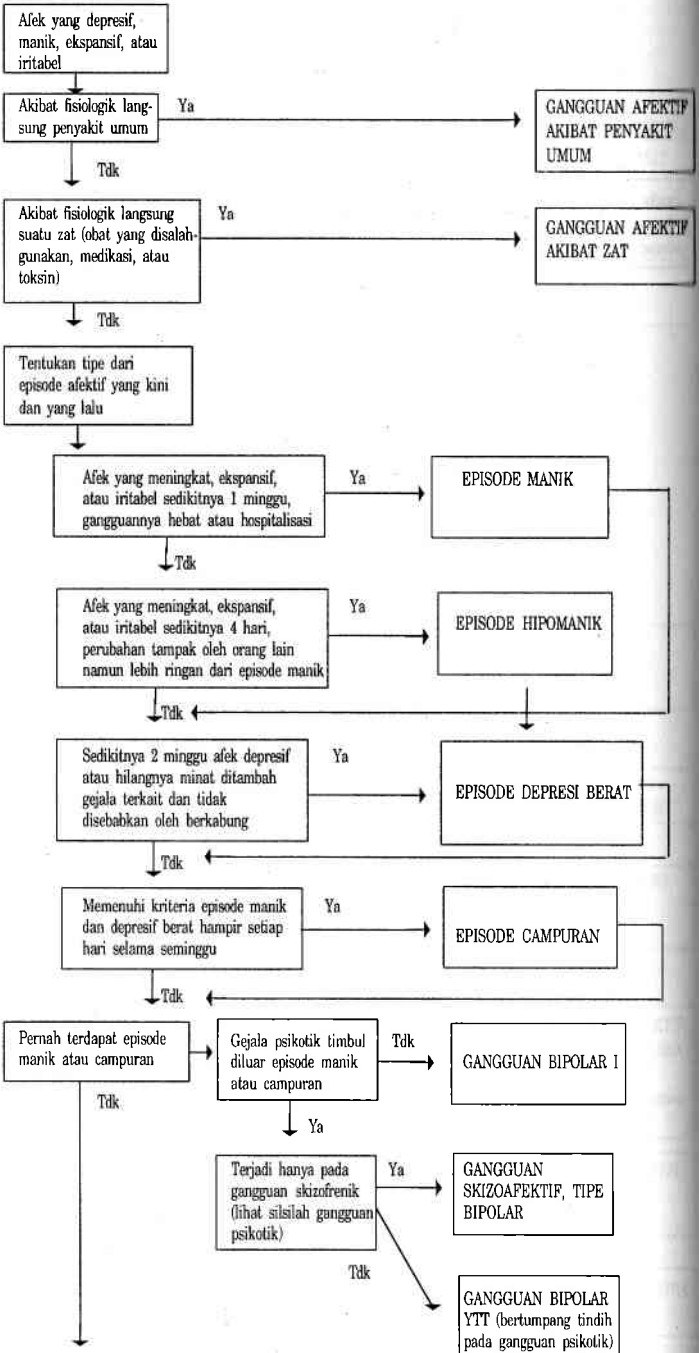 Afek yang depresif,
manik, ekspansif, atau
iritabel
Akibat fisiologik lang-
sung penyakit umum
Ya
GANGGUAN AFEKTIF
AKIBAT PENYAKIT
UMUM
Tdk
Akibat fisiologik langsung
suatu zat (obat yang disalah-
gunakan, medikasi, atau
toksin)
Ya
GANGGUAN AFEKTIF
AKIBAT ZAT
Tdk
Tentukan tipe dari
episode afektif yang kini
dan yang lalu
Afek yang meningkat, ekspansif,
atau iritabel sedikitnya 1 minggu,
gangguannya hebat atau hospitalisasi
Ya
EPISODE MANIK
Tdk
Afek yang meningkat, ekspansif,
atau iritabel sedikitnya 4 hari,
perubahan tampak oleh orang lain
namun lebih ringan dari episode manik
Ya
EPISODE HIPOMANIK
Tdk
Sedikitnya 2 minggu afek depresif
atau hilangnya minat ditambah
gejala terkait dan tidak
disebabkan oleh berkabung
Ya
EPISODE DEPRESI BERAT
Tdk
Memenuhi kriteria episode manik
dan depresif berat hampir setiap
hari selama seminggu
Ya
EPISODE CAMPURAN
Tdk
Pernah terdapat episode
manik atau campuran
Gejala psikotik timbul
diluar episode manik
atau campuran
Tdk
GANGGUAN BIPOLAR I
Tdk
Ya
Terjadi hanya pada
gangguan skizofrenik
(lihat silsilah gangguan
psikotik)
Ya
GANGGUAN
SKIZOAFEKTIF, TIPE
BIPOLAR
Tdk
GANGGUAN BIPOLAR
YTT (bertumpang tindih
pada gangguan psikotik)